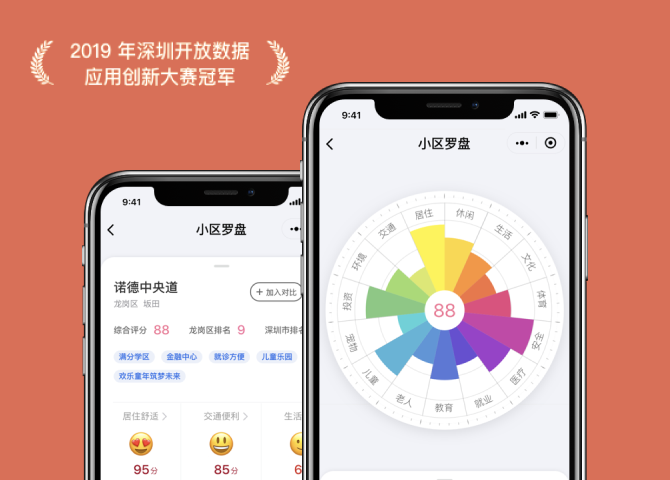 2019 年深圳开放数据
应用创新大赛冠军
9:41
小区罗盘
诺德中央道
龙岗区 坂田
+ 加入对比
综合评分 88 龙岗区排名 9 深圳市排名
满分学区 金融中心 就诊方便 儿童乐园
欢乐童年筑梦未来
居住舒适 交通便利 生活
95分 85分 6
9:41
小区罗盘
居住
休闲
生活
文化
体育
安全
医疗
就业
教育
老人
儿童
宠物
投资
环境
交通
88